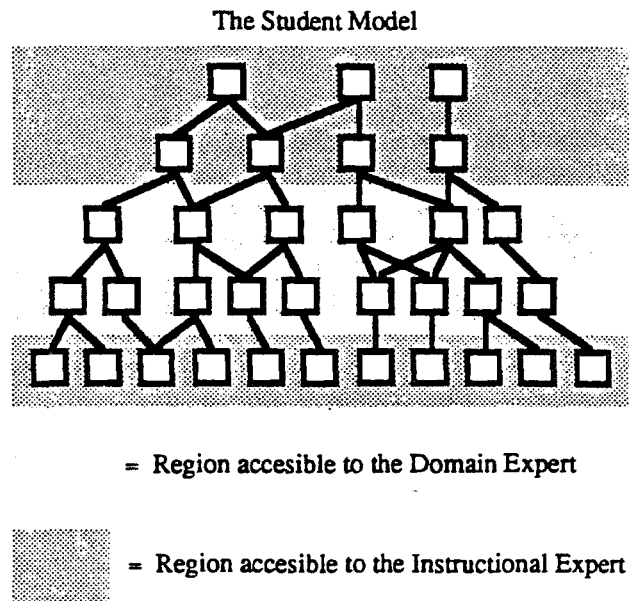 The Student Model
= Region accesible to the Domain Expert
= Region accesible to the Instructional Expert